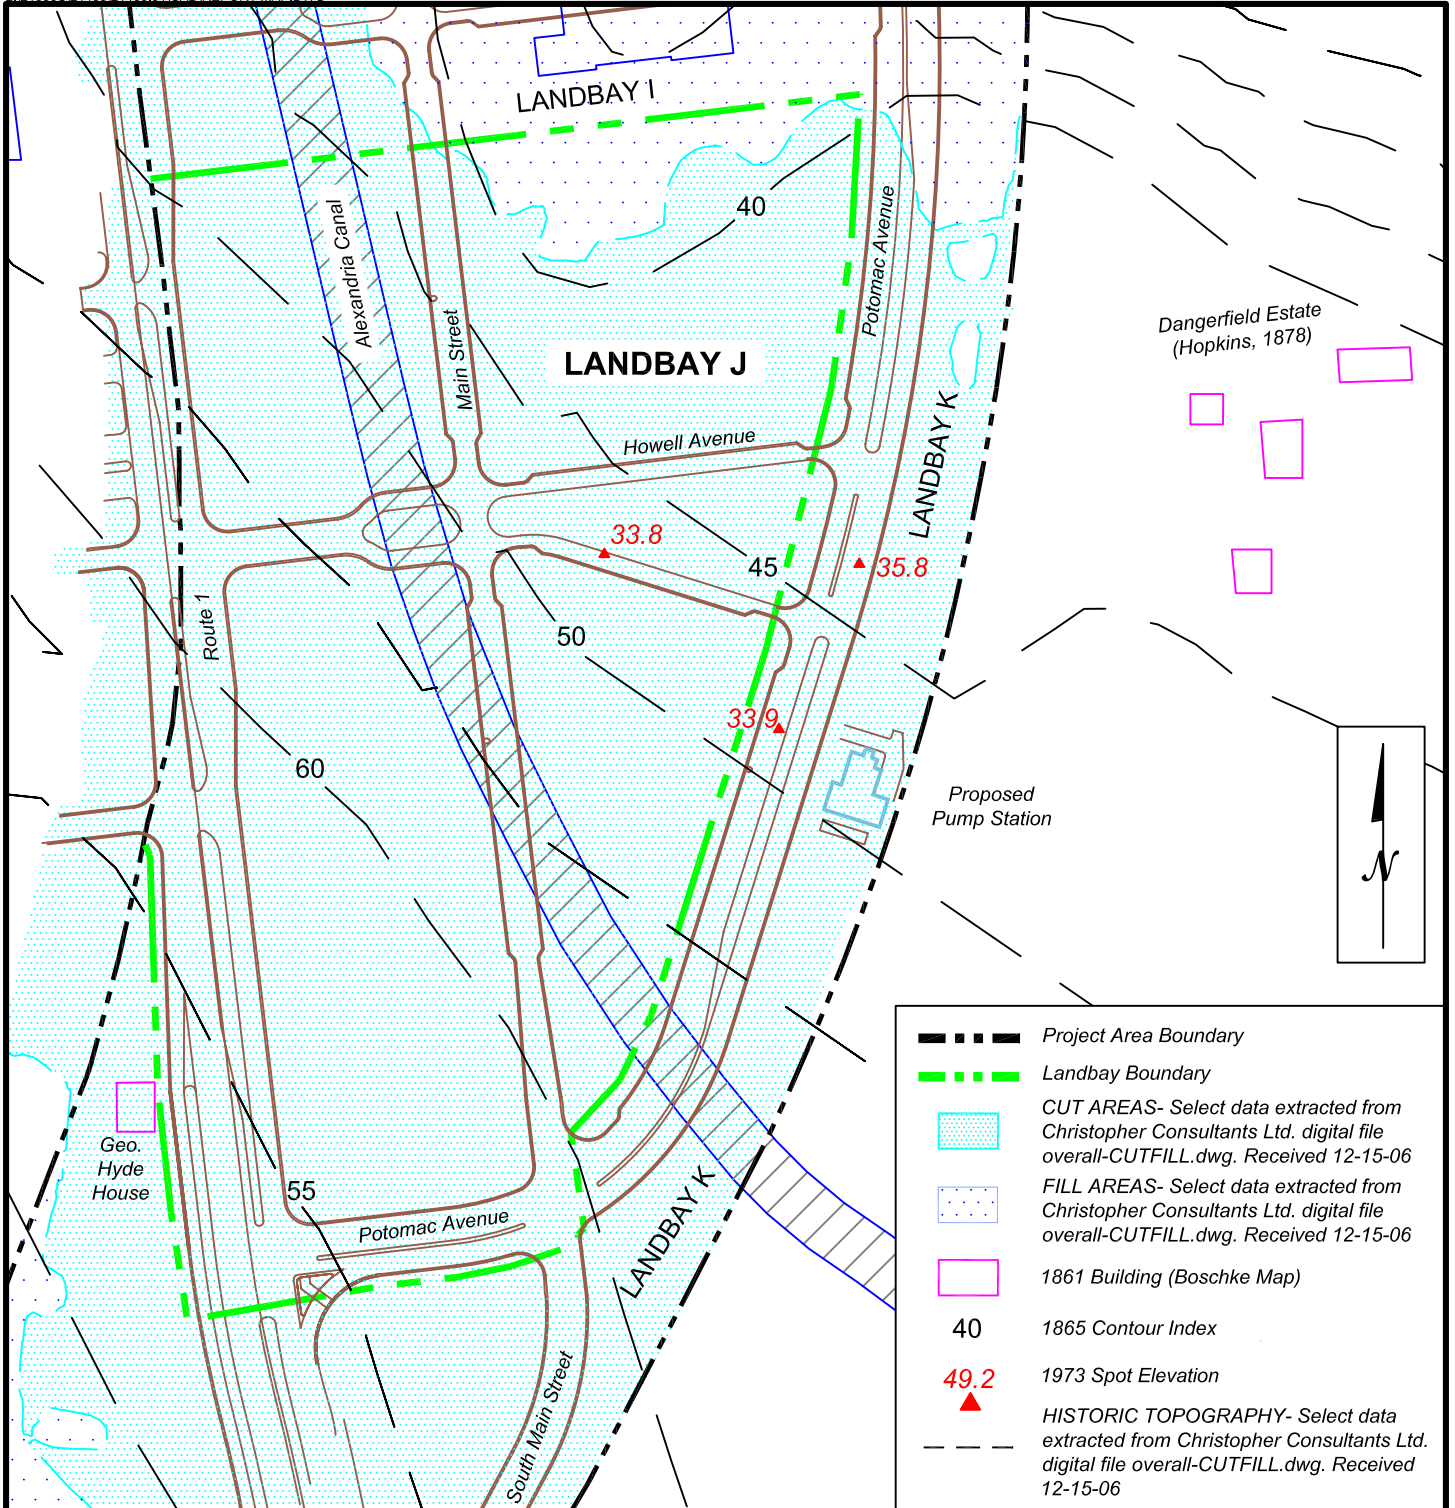 LANDBAY I
40
Alexandria Canal
Potomac Avenue
Main Street
LANDBAY J
Dangerfield Estate
(Hopkins, 1878)
Howell Avenue
LANDBAY K
33.8
45
35.8
Route 1
50
33.9
60
Proposed
Pump Station
N
Geo.
Hyde
House
55
Potomac Avenue
LANDBAY K
South Main Street
Project Area Boundary
Landbay Boundary
CUT AREAS- Select data extracted from
Christopher Consultants Ltd. digital file
overall-CUTFILL.dwg. Received 12-15-06
FILL AREAS- Select data extracted from
Christopher Consultants Ltd. digital file
overall-CUTFILL.dwg. Received 12-15-06
1861 Building (Boschke Map)
40
1865 Contour Index
49.2
1973 Spot Elevation
HISTORIC TOPOGRAPHY- Select data
extracted from Christopher Consultants Ltd.
digital file overall-CUTFILL.dwg. Received
12-15-06